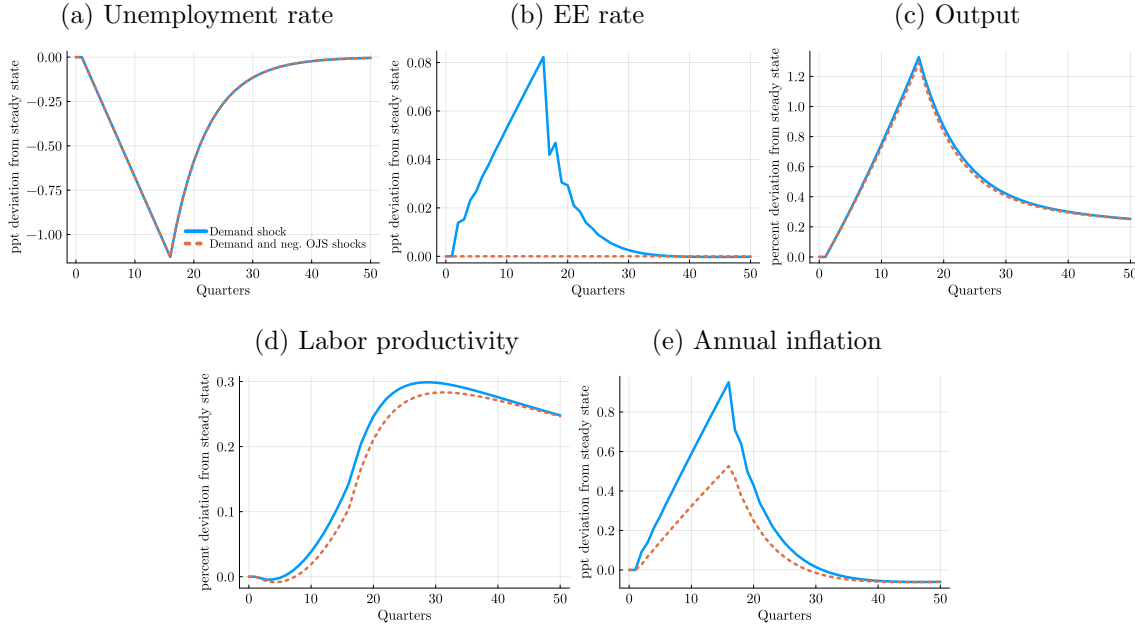 (a) Unemployment rate
ppt deviation from steady state
0.00
−0.25
−0.50
−0.75
−1.00
Demand shock
Demand and neg. OJS shocks
0 10 20 30 40 50
Quarters
(b) EE rate
ppt deviation from steady state
0.08
0.06
0.04
0.02
0.00
0 10 20 30 40 50
Quarters
(c) Output
percent deviation from steady state
1.2
1.0
0.8
0.6
0.4
0.2
0.0
0 10 20 30 40 50
Quarters
(d) Labor productivity
percent deviation from steady state
0.3
0.2
0.1
0.0
0 10 20 30 40 50
Quarters
(e) Annual inflation
ppt deviation from steady state
0.8
0.6
0.4
0.2
0.0
0 10 20 30 40 50
Quarters